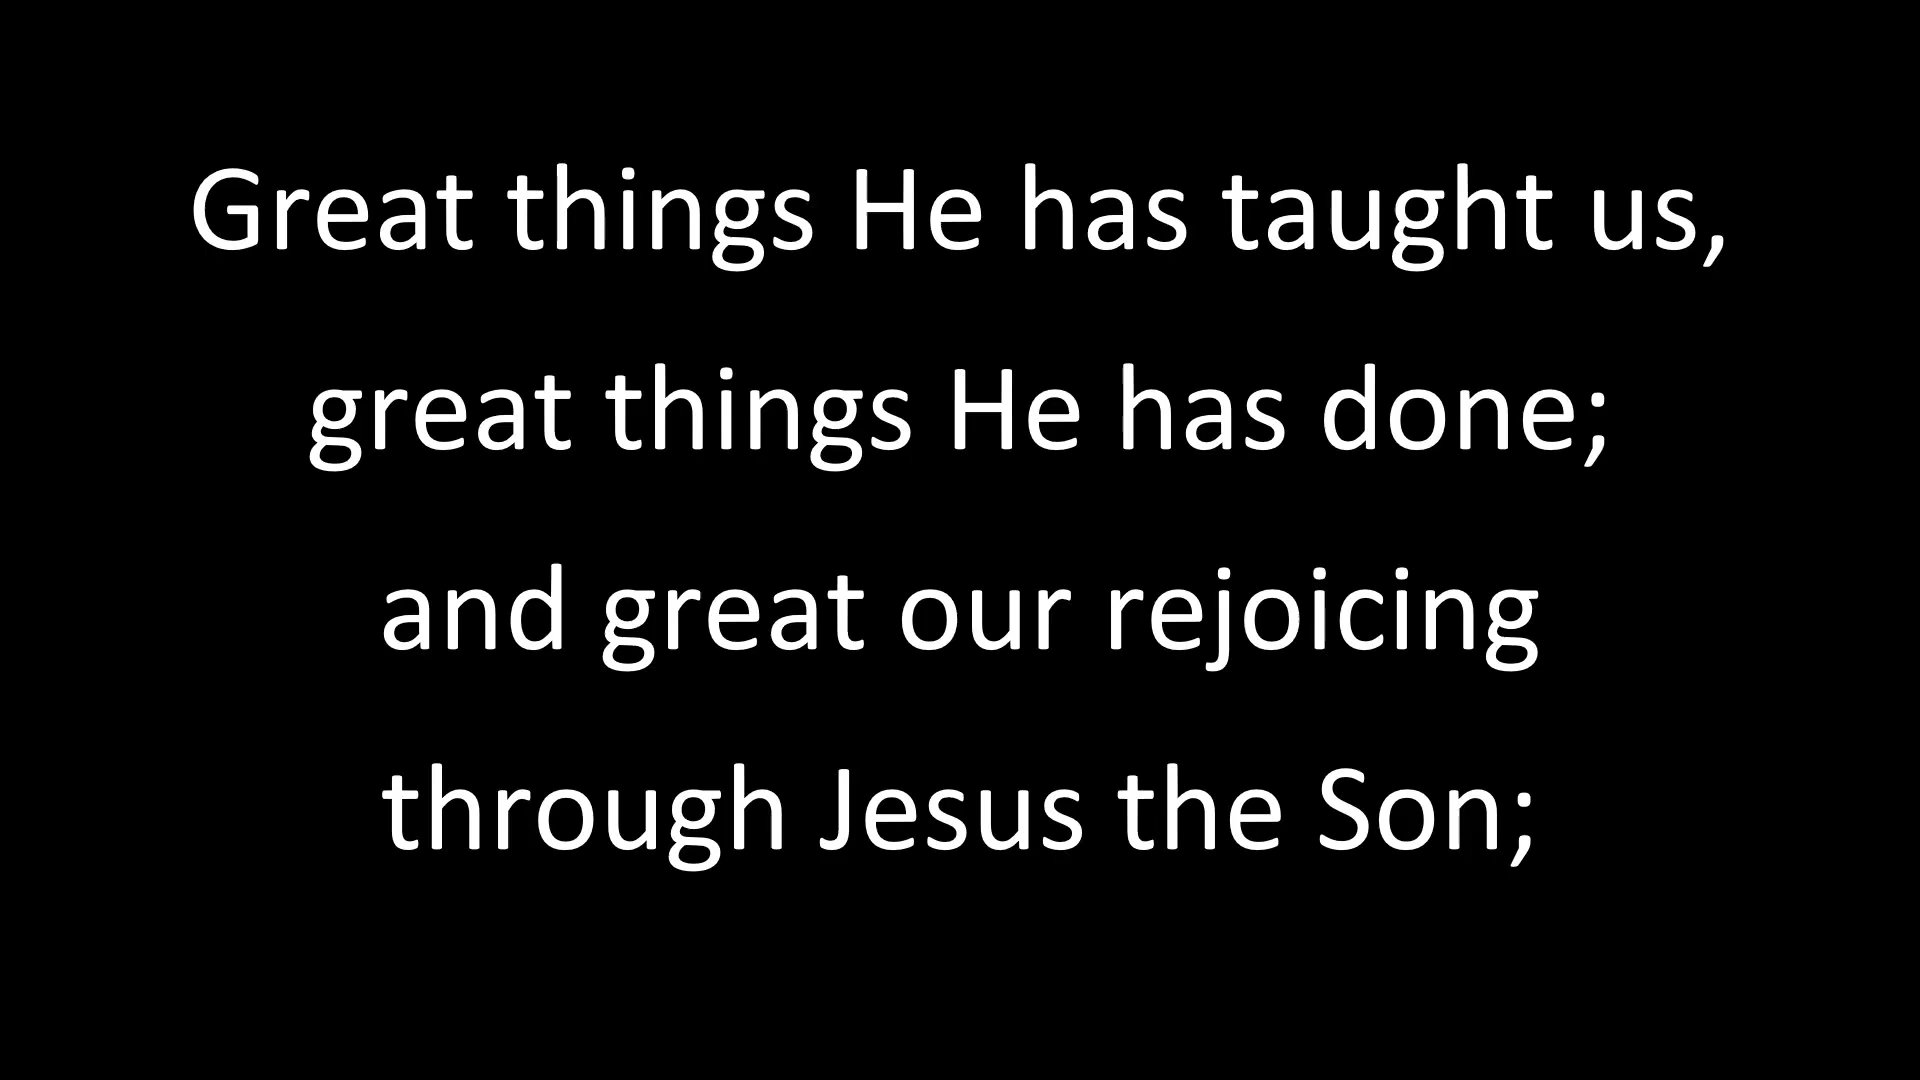 Great things He has taught us,
great things He has done;
and great our rejoicing
through Jesus the Son;